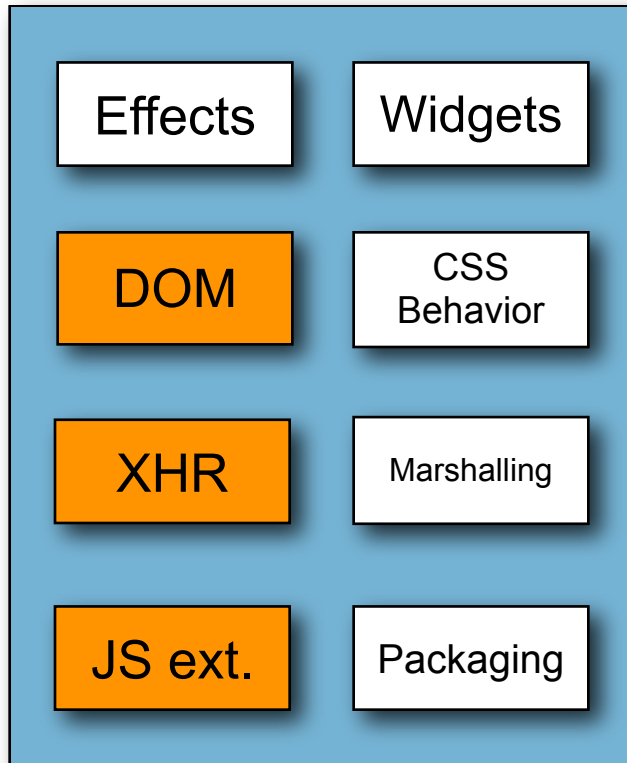 Effects
Widgets
DOM
CSS
Behavior
XHR
Marshalling
JS ext.
Packaging